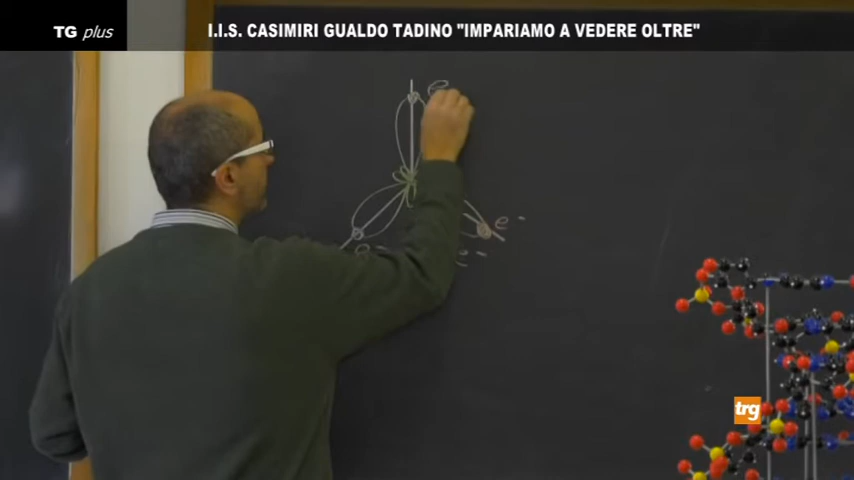 TG plus
I.I.S. CASIMIRI GUALDO TADINO "IMPARIAMO A VEDERE OLTRE"
e
e -
e -
e -
trg